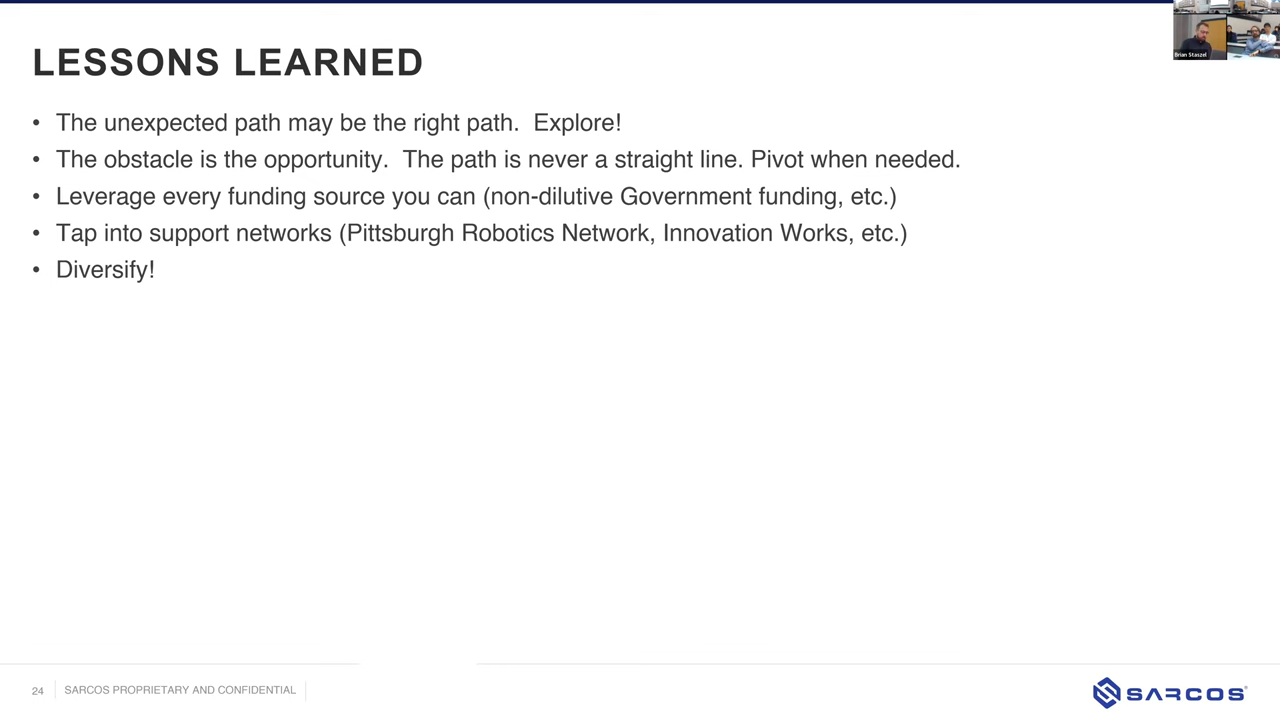 LESSONS LEARNED
• The unexpected path may be the right path.  Explore!
• The obstacle is the opportunity.  The path is never a straight line. Pivot when needed.
• Leverage every funding source you can (non-dilutive Government funding, etc.)
• Tap into support networks (Pittsburgh Robotics Network, Innovation Works, etc.)
• Diversify!
Brian Staszel
24
SARCOS PROPRIETARY AND CONFIDENTIAL
SARCOS